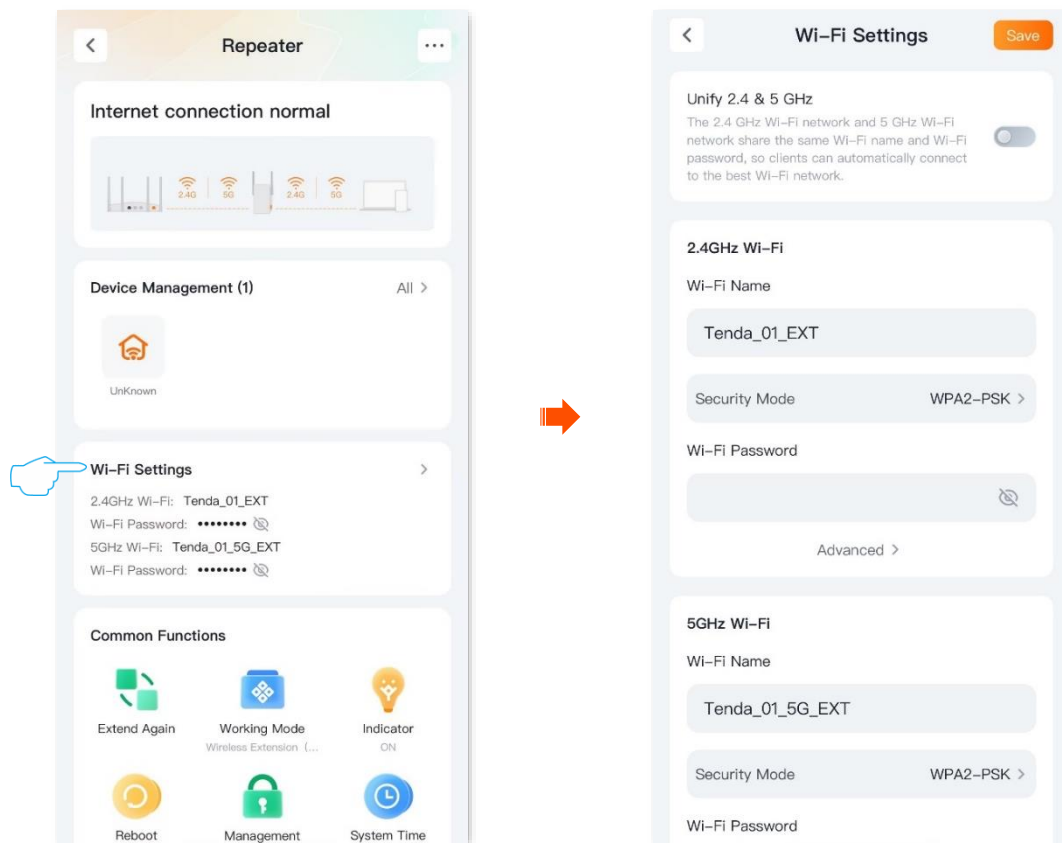 Repeater
...
Internet connection normal
2.4G
5G
2.4G
5G
Device Management (1)
All >
UnKnown
Wi-Fi Settings
>
2.4GHz Wi-Fi: Tenda_01_EXT
Wi-Fi Password: ••••••••
5GHz Wi-Fi: Tenda_01_5G_EXT
Wi-Fi Password: ••••••••
Common Functions
Extend Again
Working Mode
Indicator
Wireless Extension (...
ON
Reboot
Management
System Time
Wi-Fi Settings
Save
Unify 2.4 & 5 GHz
The 2.4 GHz Wi-Fi network and 5 GHz Wi-Fi
network share the same Wi-Fi name and Wi-Fi
password, so clients can automatically connect
to the best Wi-Fi network.
2.4GHz Wi-Fi
Wi-Fi Name
Tenda_01_EXT
Security Mode WPA2-PSK >
Wi-Fi Password
Advanced >
5GHz Wi-Fi
Wi-Fi Name
Tenda_01_5G_EXT
Security Mode WPA2-PSK >
Wi-Fi Password